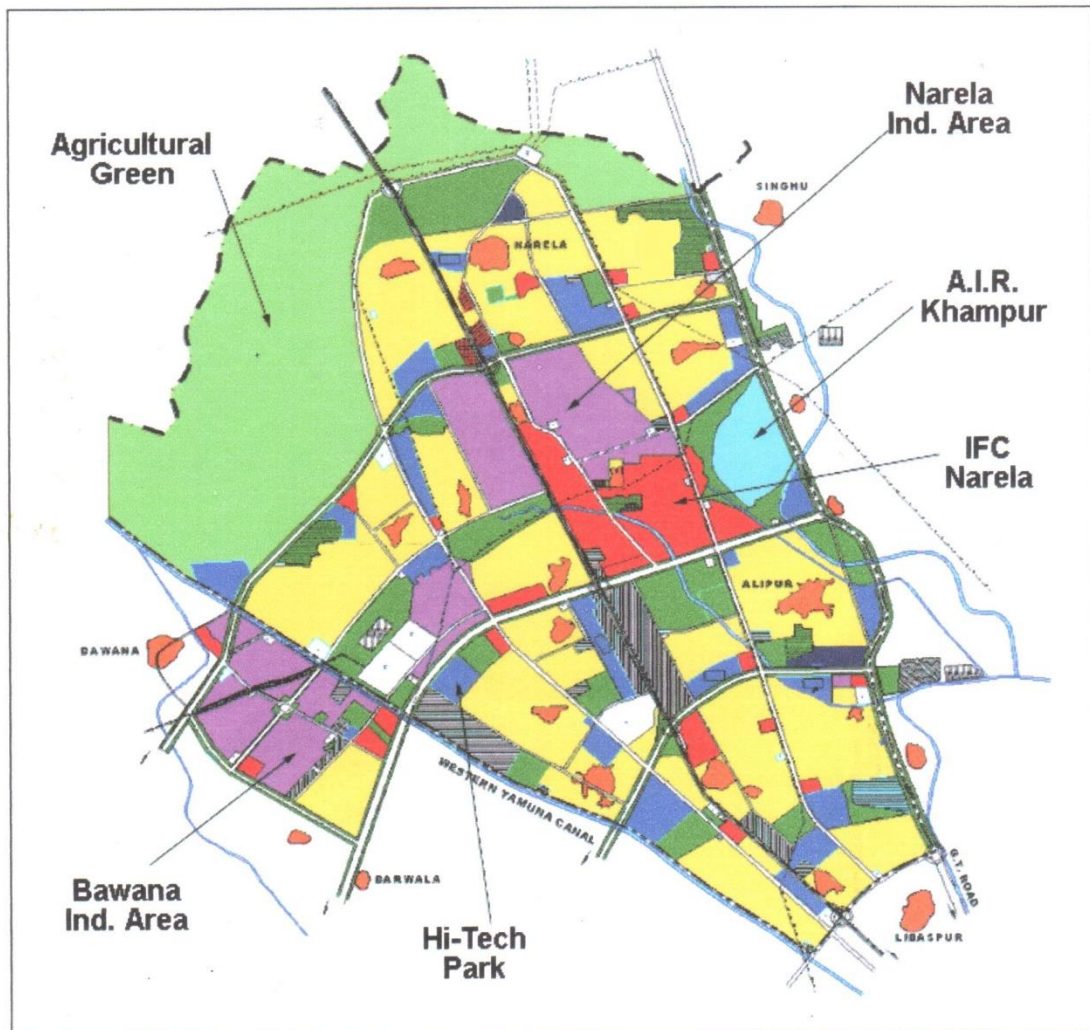 Narela
Ind. Area
Agricultural
Green
SINGHU
NARELA
A.I.R.
Khampur
IFC
Narela
ALIPUR
BAWANA
WESTERN YAMUNA CANAL
G.T. ROAD
BARWALA
Bawana
Ind. Area
Hi-Tech
Park
LIBASPUR